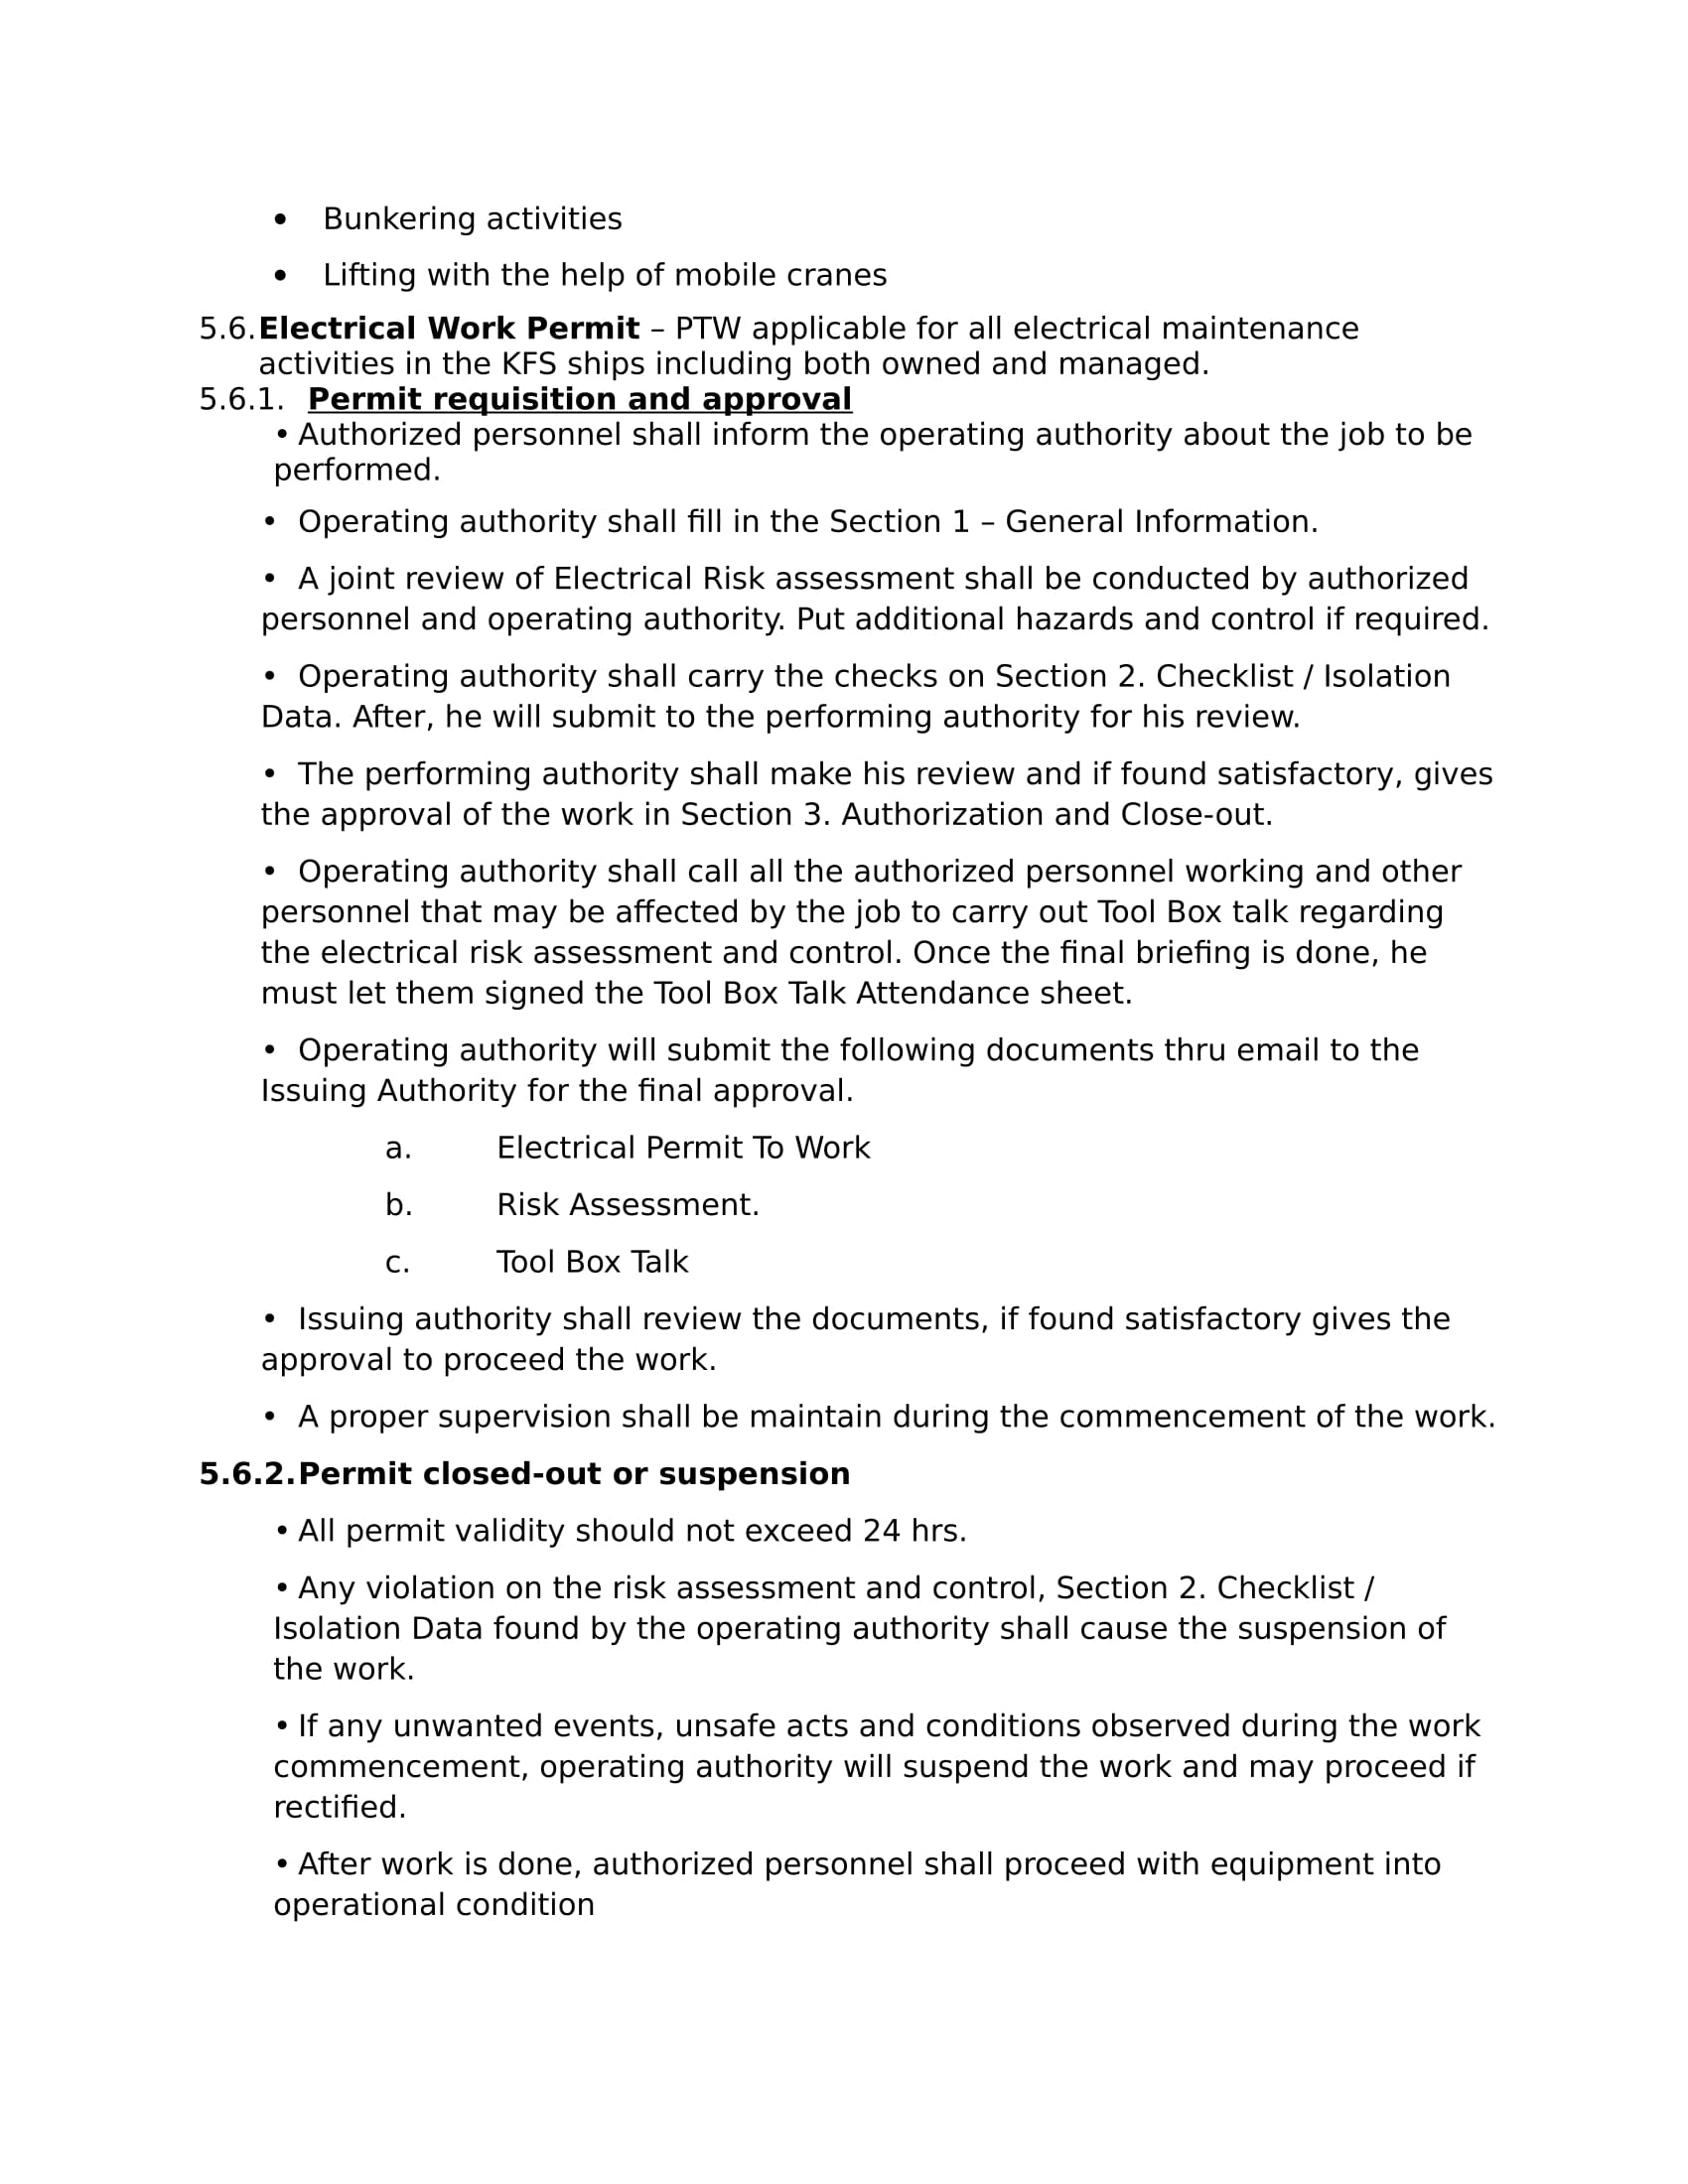 • Bunkering activities
• Lifting with the help of mobile cranes
5.6. Electrical Work Permit – PTW applicable for all electrical maintenance
activities in the KFS ships including both owned and managed.
5.6.1. Permit requisition and approval
• Authorized personnel shall inform the operating authority about the job to be
performed.
• Operating authority shall fill in the Section 1 – General Information.
• A joint review of Electrical Risk assessment shall be conducted by authorized
personnel and operating authority. Put additional hazards and control if required.
• Operating authority shall carry the checks on Section 2. Checklist / Isolation
Data. After, he will submit to the performing authority for his review.
• The performing authority shall make his review and if found satisfactory, gives
the approval of the work in Section 3. Authorization and Close-out.
• Operating authority shall call all the authorized personnel working and other
personnel that may be affected by the job to carry out Tool Box talk regarding
the electrical risk assessment and control. Once the final briefing is done, he
must let them signed the Tool Box Talk Attendance sheet.
• Operating authority will submit the following documents thru email to the
Issuing Authority for the final approval.
a. Electrical Permit To Work
b. Risk Assessment.
c. Tool Box Talk
• Issuing authority shall review the documents, if found satisfactory gives the
approval to proceed the work.
• A proper supervision shall be maintain during the commencement of the work.
5.6.2. Permit closed-out or suspension
• All permit validity should not exceed 24 hrs.
• Any violation on the risk assessment and control, Section 2. Checklist /
Isolation Data found by the operating authority shall cause the suspension of
the work.
• If any unwanted events, unsafe acts and conditions observed during the work
commencement, operating authority will suspend the work and may proceed if
rectified.
• After work is done, authorized personnel shall proceed with equipment into
operational condition